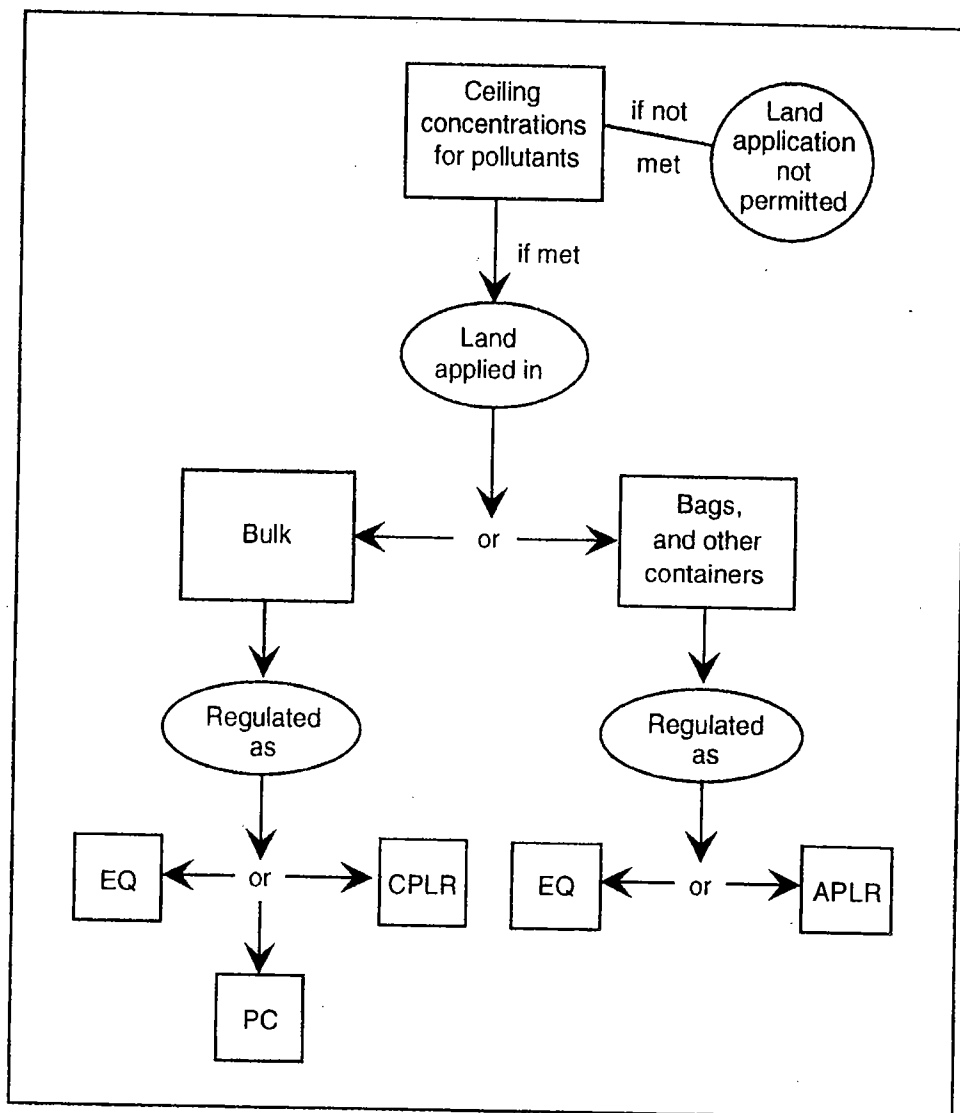 Ceiling
concentrations
for pollutants
if not
met
Land
application
not
permitted
if met
Land
applied in
Bulk
or
Bags,
and other
containers
Regulated
as
Regulated
as
EQ
or
CPLR
EQ
or
APLR
PC